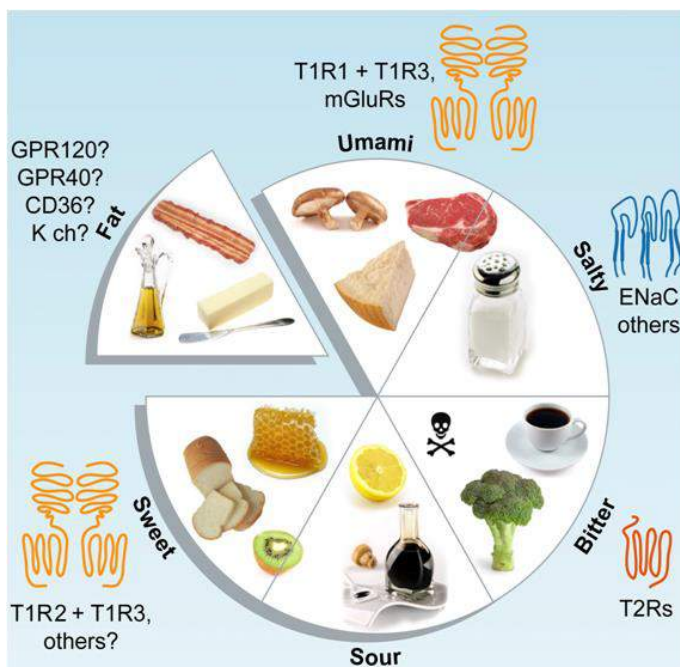 T1R1 + T1R3,
mGluRs
Umami
GPR120?
GPR40?
CD36?
K ch?
Fat
Salty
ENaC
others
Sweet
Bitter
T1R2 + T1R3,
others?
T2Rs
Sour